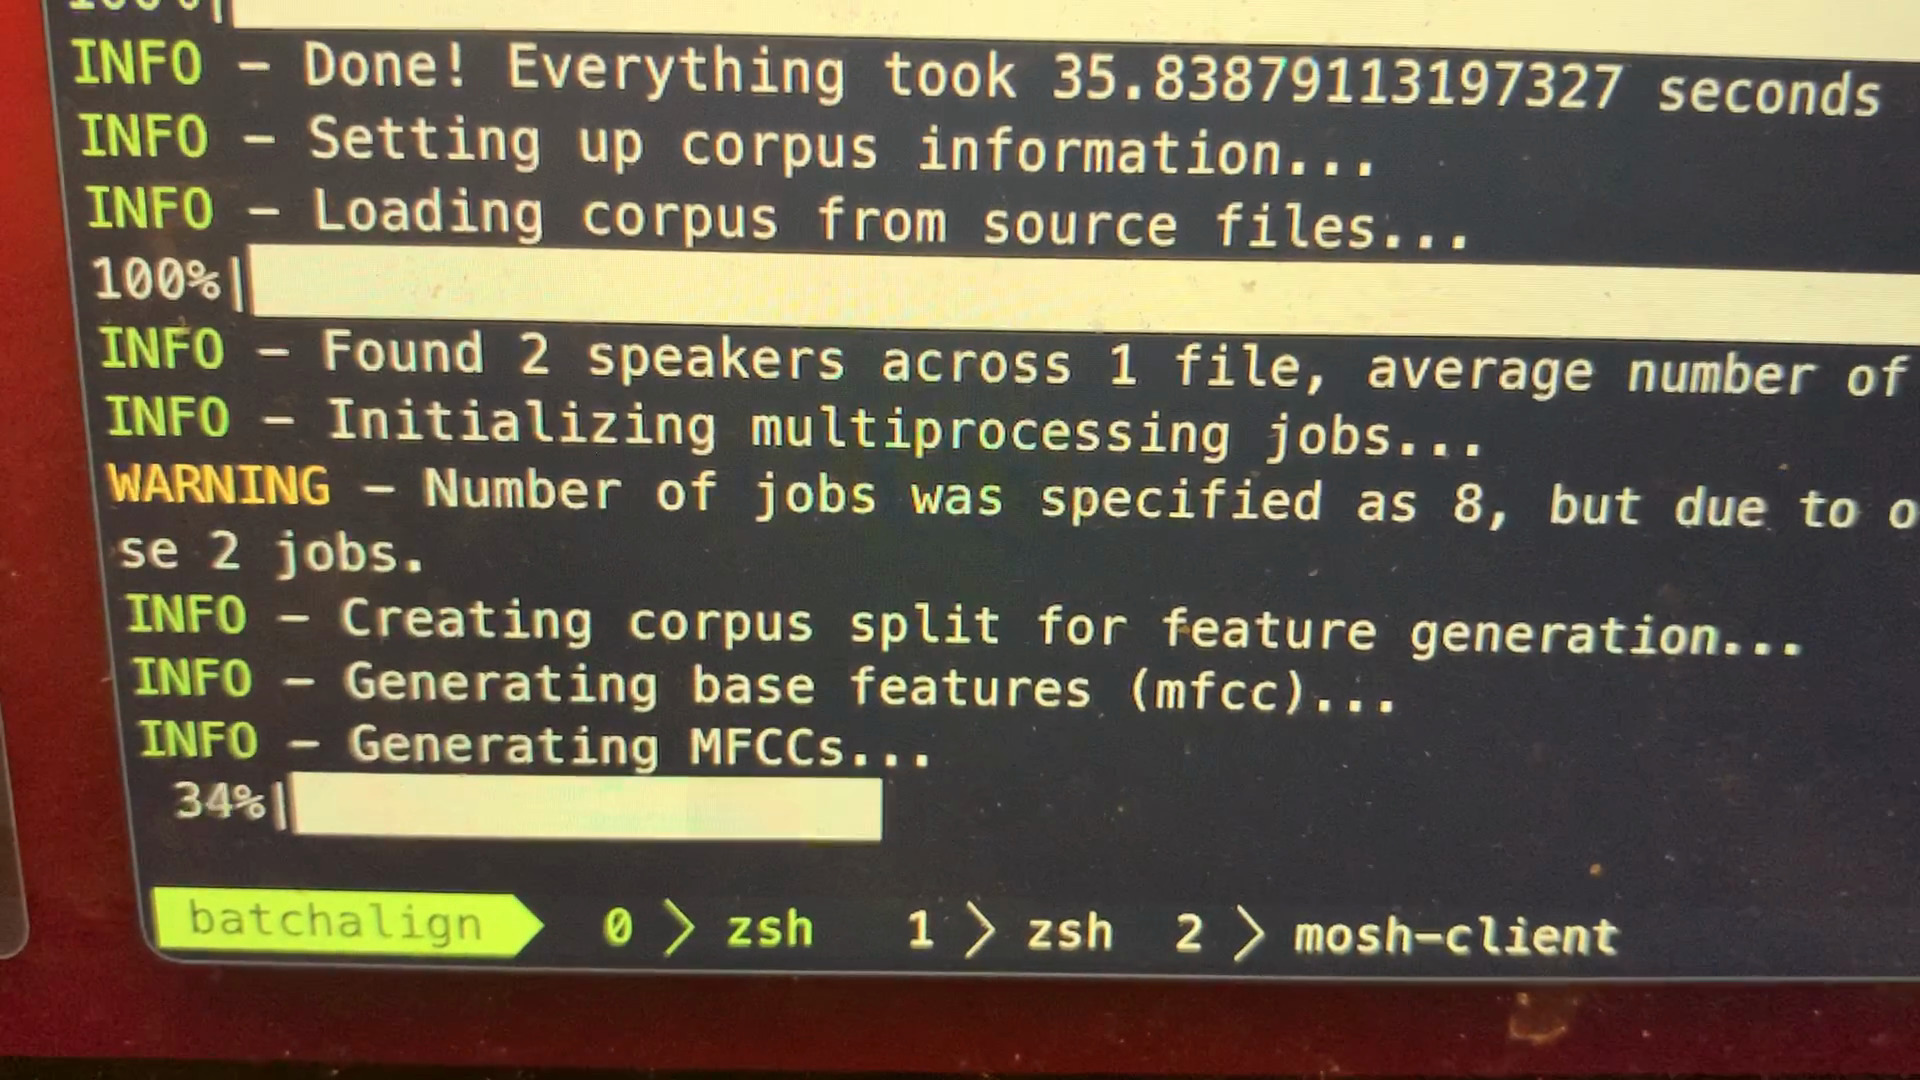 100%|
INFO – Done! Everything took 35.83879113197327 seconds
INFO – Setting up corpus information...
INFO – Loading corpus from source files...
100%|
INFO – Found 2 speakers across 1 file, average number of
INFO – Initializing multiprocessing jobs...
WARNING – Number of jobs was specified as 8, but due to o
se 2 jobs.
INFO – Creating corpus split for feature generation...
INFO – Generating base features (mfcc)...
INFO – Generating MFCCs...
34%|
batchalign 0 > zsh 1 > zsh 2 > mosh-client